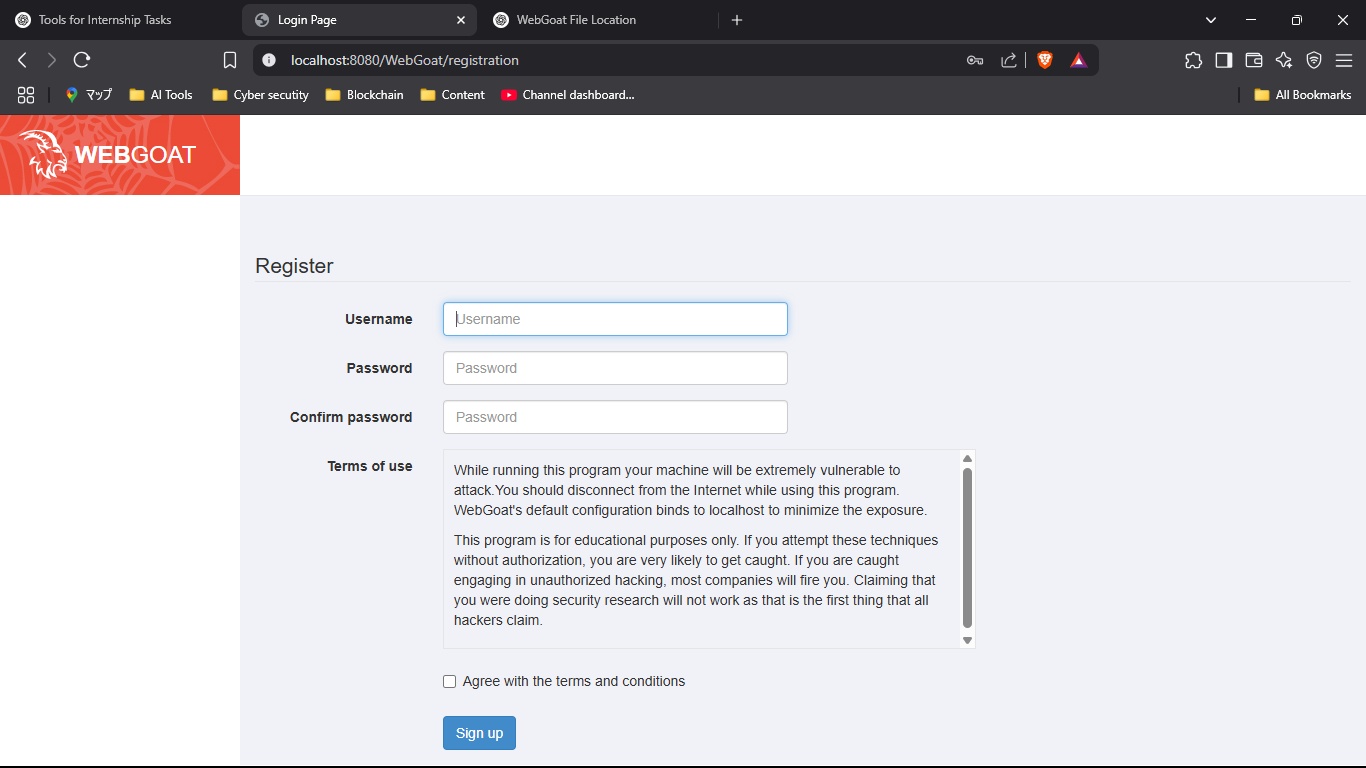 Tools for Internship Tasks
Login Page
WebGoat File Location
localhost:8080/WebGoat/registration
マップ
AI Tools
Cyber secutity
Blockchain
Content
Channel dashboard...
All Bookmarks
WEBGOAT
Register
Username
Username
Password
Password
Confirm password
Password
Terms of use
While running this program your machine will be extremely vulnerable to
attack.You should disconnect from the Internet while using this program.
WebGoat's default configuration binds to localhost to minimize the exposure.
This program is for educational purposes only. If you attempt these techniques
without authorization, you are very likely to get caught. If you are caught
engaging in unauthorized hacking, most companies will fire you. Claiming that
you were doing security research will not work as that is the first thing that all
hackers claim.
Agree with the terms and conditions
Sign up